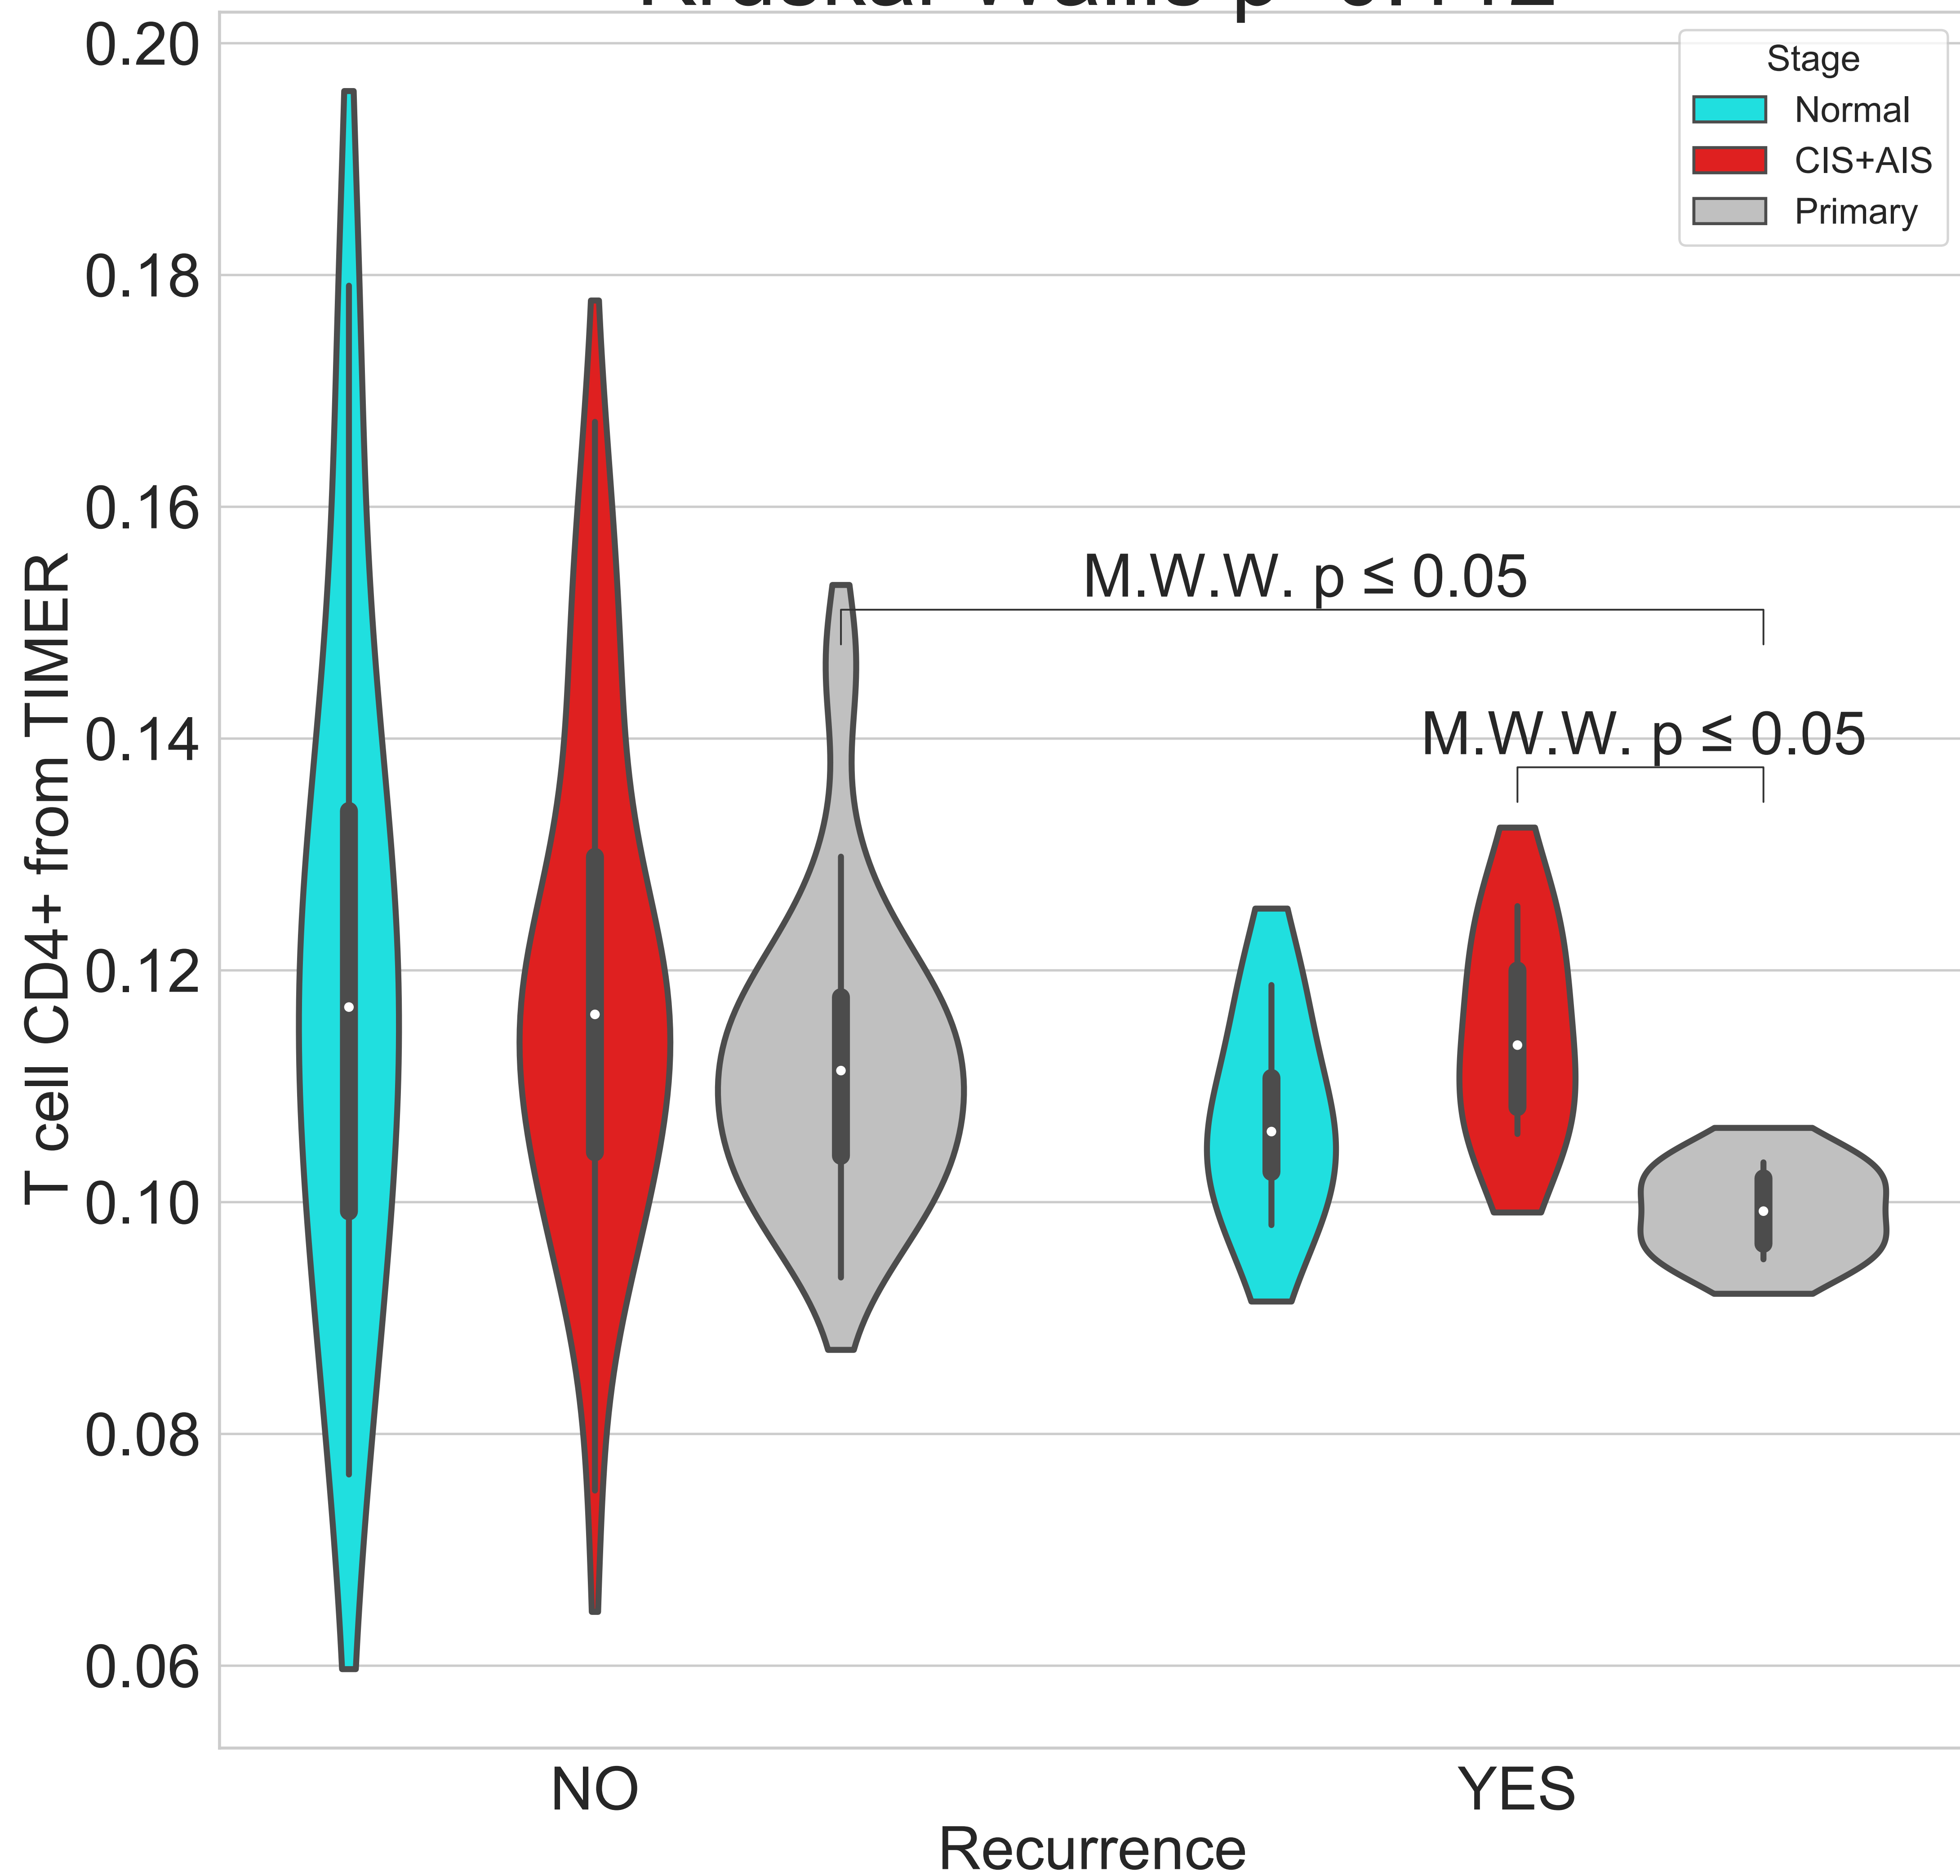 0.20
0.18
0.16
0.14
0.12
0.10
0.08
0.06
T cell CD4+ from TIMER
Stage
Normal
CIS+AIS
Primary
M.W.W. p ≤ 0.05
M.W.W. p ≤ 0.05
NO
YES
Recurrence